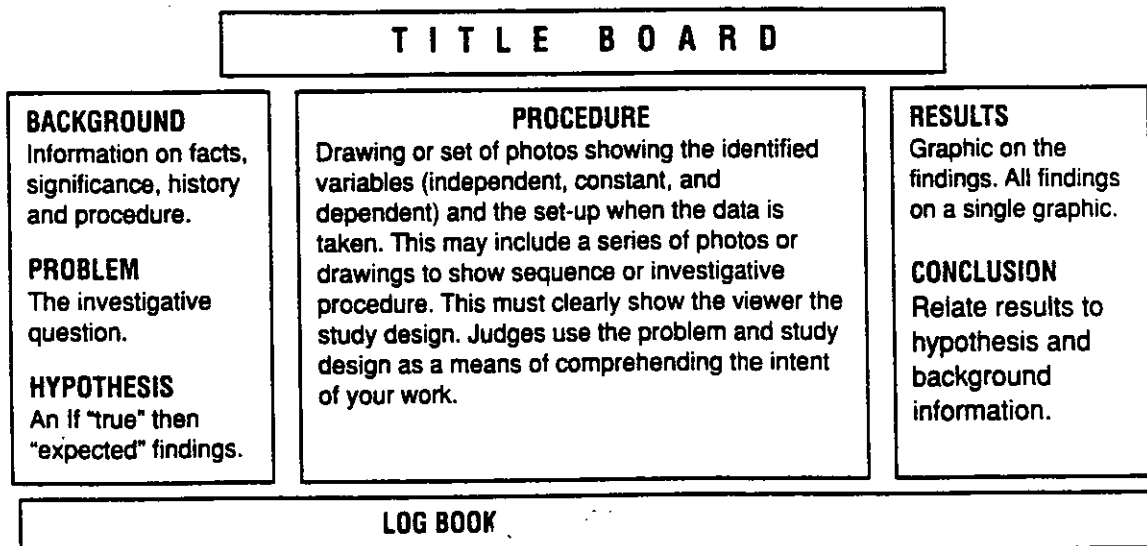 TITLE BOARD
BACKGROUND
Information on facts,
significance, history
and procedure.
PROBLEM
The investigative
question.
HYPOTHESIS
An If "true" then
"expected" findings.
PROCEDURE
Drawing or set of photos showing the identified
variables (independent, constant, and
dependent) and the set-up when the data is
taken. This may include a series of photos or
drawings to show sequence or investigative
procedure. This must clearly show the viewer the
study design. Judges use the problem and study
design as a means of comprehending the intent
of your work.
RESULTS
Graphic on the
findings. All findings
on a single graphic.
CONCLUSION
Relate results to
hypothesis and
background
information.
LOG BOOK